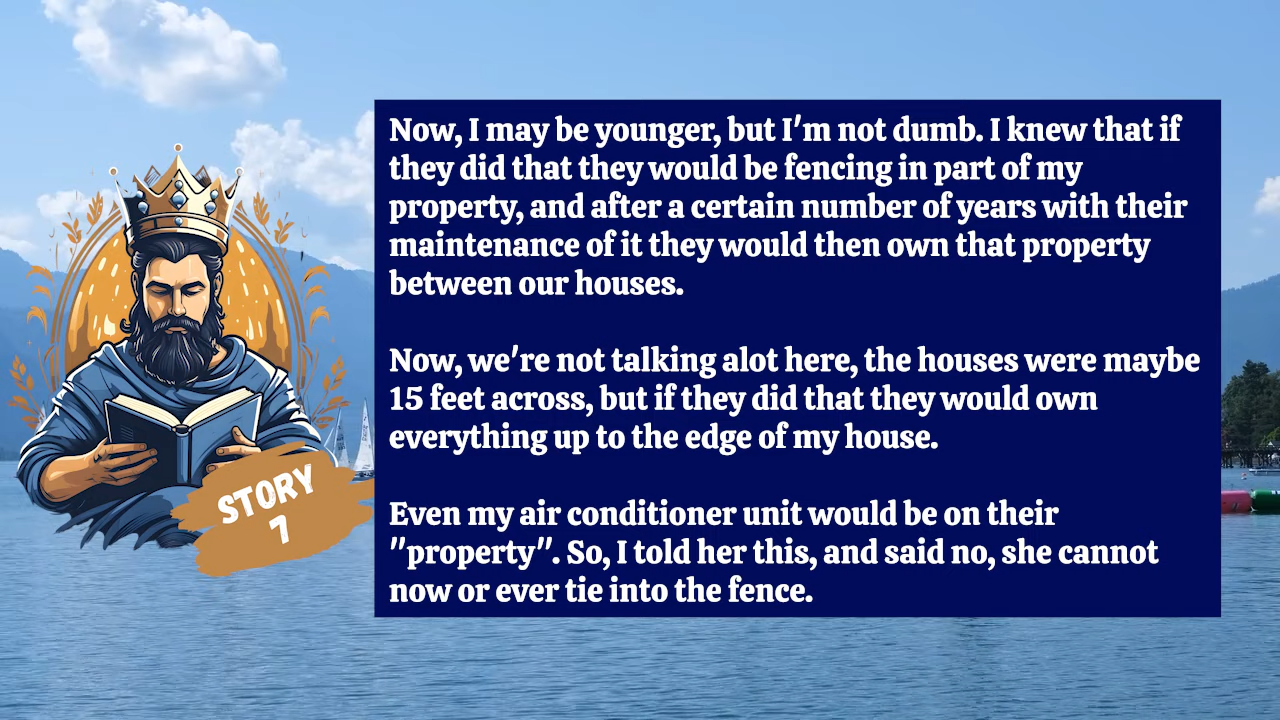 Now, I may be younger, but I'm not dumb. I knew that if
they did that they would be fencing in part of my
property, and after a certain number of years with their
maintenance of it they would then own that property
between our houses.
Now, we're not talking alot here, the houses were maybe
15 feet across, but if they did that they would own
everything up to the edge of my house.
Even my air conditioner unit would be on their
"property". So, I told her this, and said no, she cannot
now or ever tie into the fence.
STORY
7